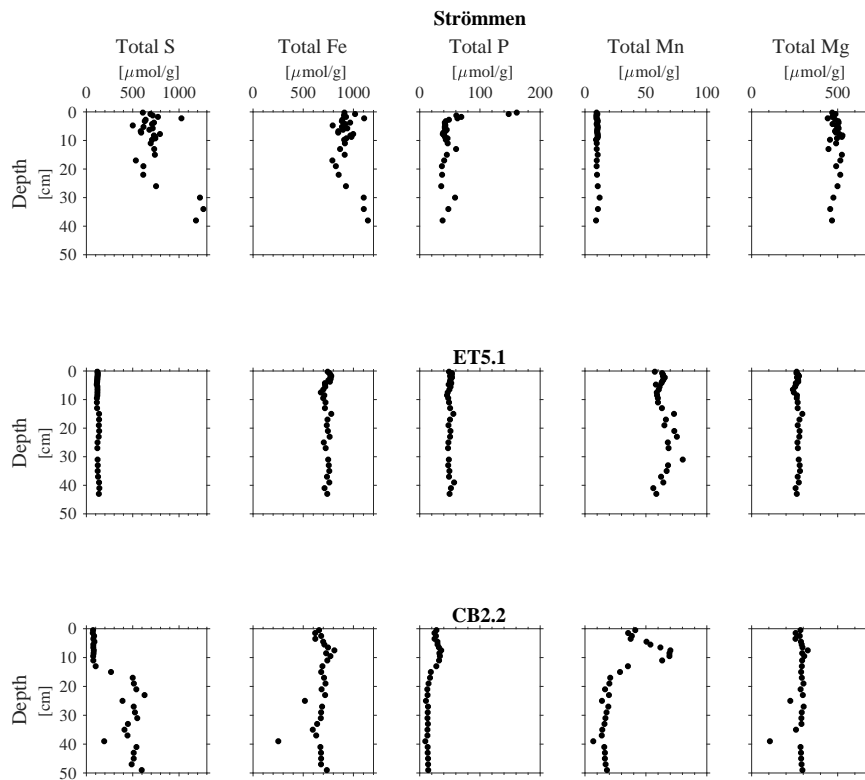 Strömmen
Total S Total Fe Total P Total Mn Total Mg
[μmol/g] [μmol/g] [μmol/g] [μmol/g] [μmol/g]
0 500 1000 0 500 1000 0 100 200 0 50 100 0 500
0
10
20
30
40
50
Depth
[cm]
ET5.1
0
10
20
30
40
50
Depth
[cm]
CB2.2
0
10
20
30
40
50
Depth
[cm]